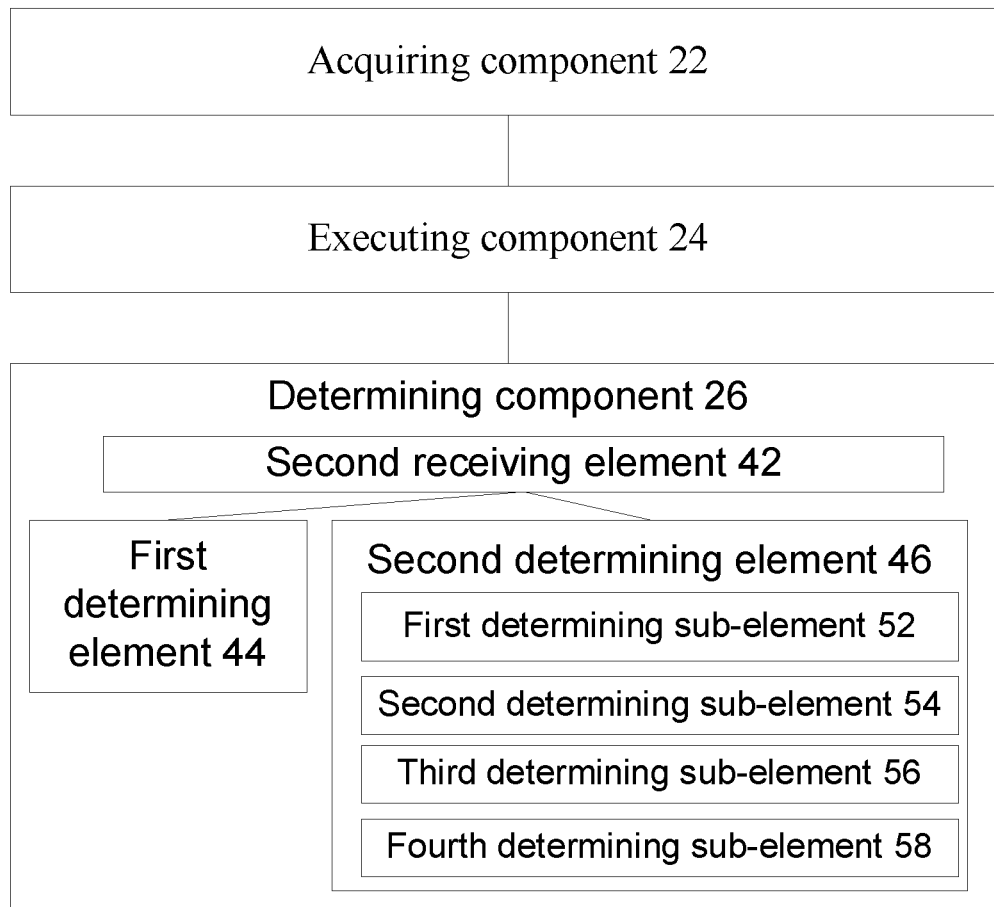 Acquiring component 22
Executing component 24
Determining component 26
Second receiving element 42
First
determining
element 44
Second determining element 46
First determining sub-element 52
Second determining sub-element 54
Third determining sub-element 56
Fourth determining sub-element 58